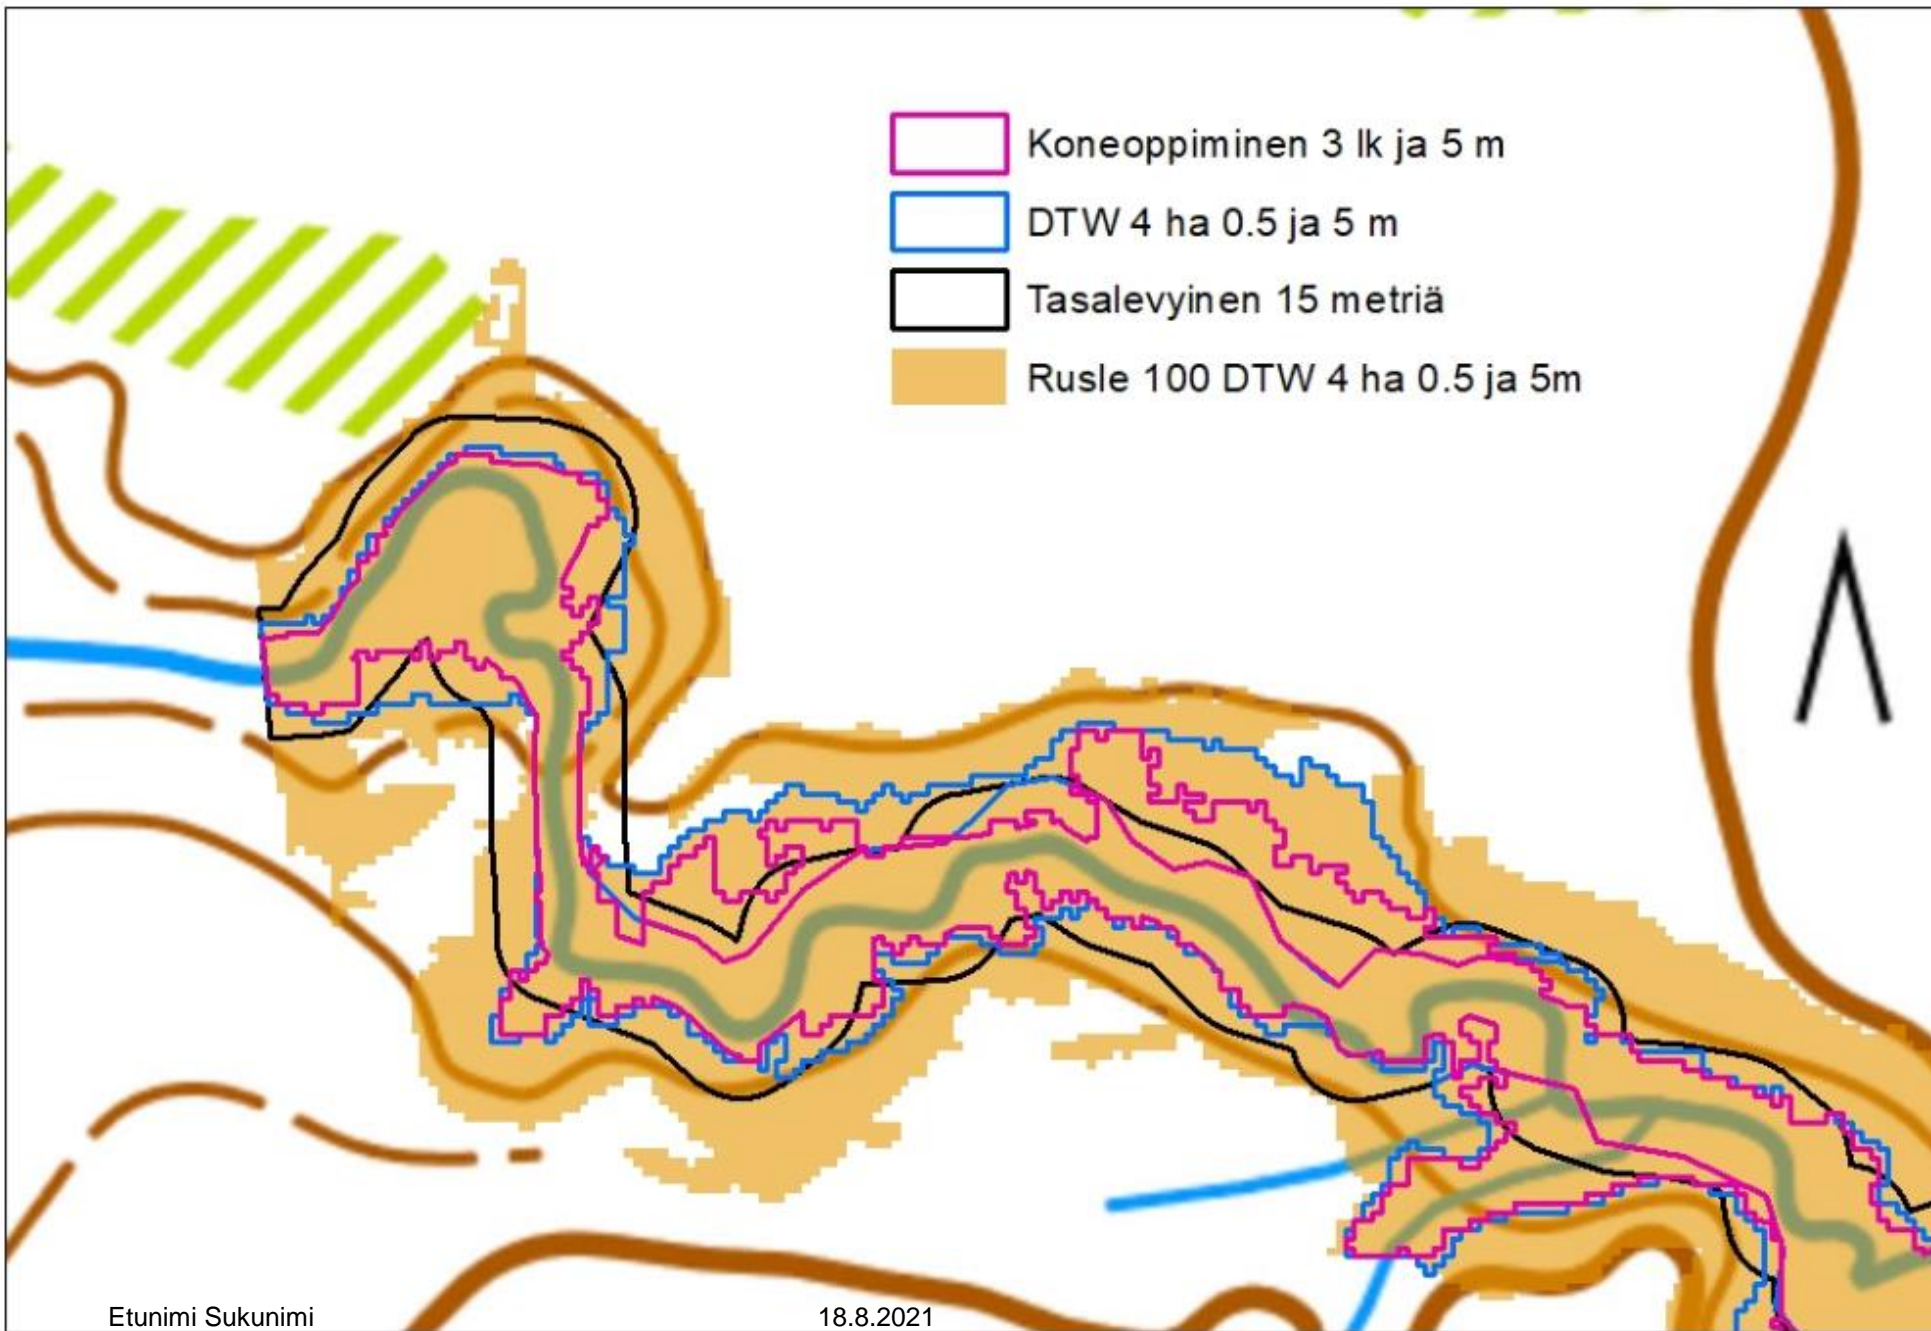 Koneoppiminen 3 lk ja 5 m
DTW 4 ha 0.5 ja 5 m
Tasalevyinen 15 metriä
Rusle 100 DTW 4 ha 0.5 ja 5m
Etunimi Sukunimi
18.8.2021